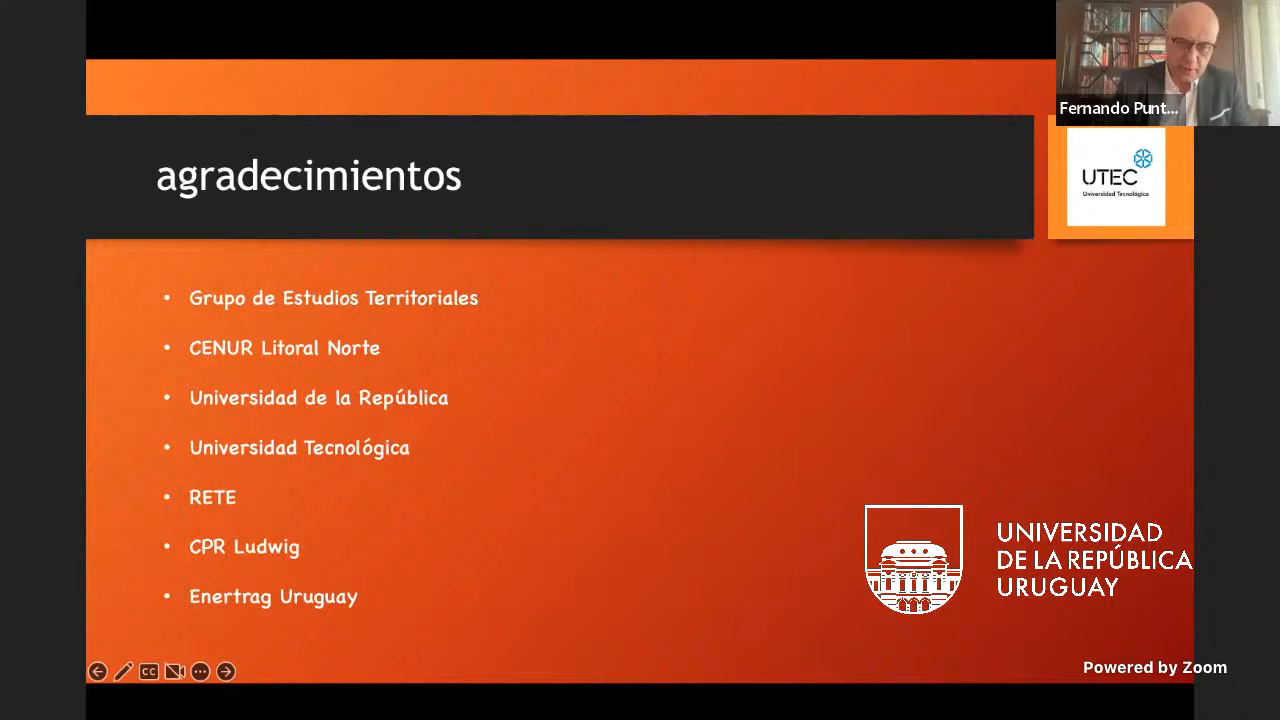 Fernando Punt...
agradecimientos
UTEC
Universidad Tecnológica
• Grupo de Estudios Territoriales
• CENUR Litoral Norte
• Universidad de la República
• Universidad Tecnológica
• RETE
• CPR Ludwig
• Enertrag Uruguay
UNIVERSIDAD
DE LA REPÚBLICA
URUGUAY
CC
Powered by Zoom